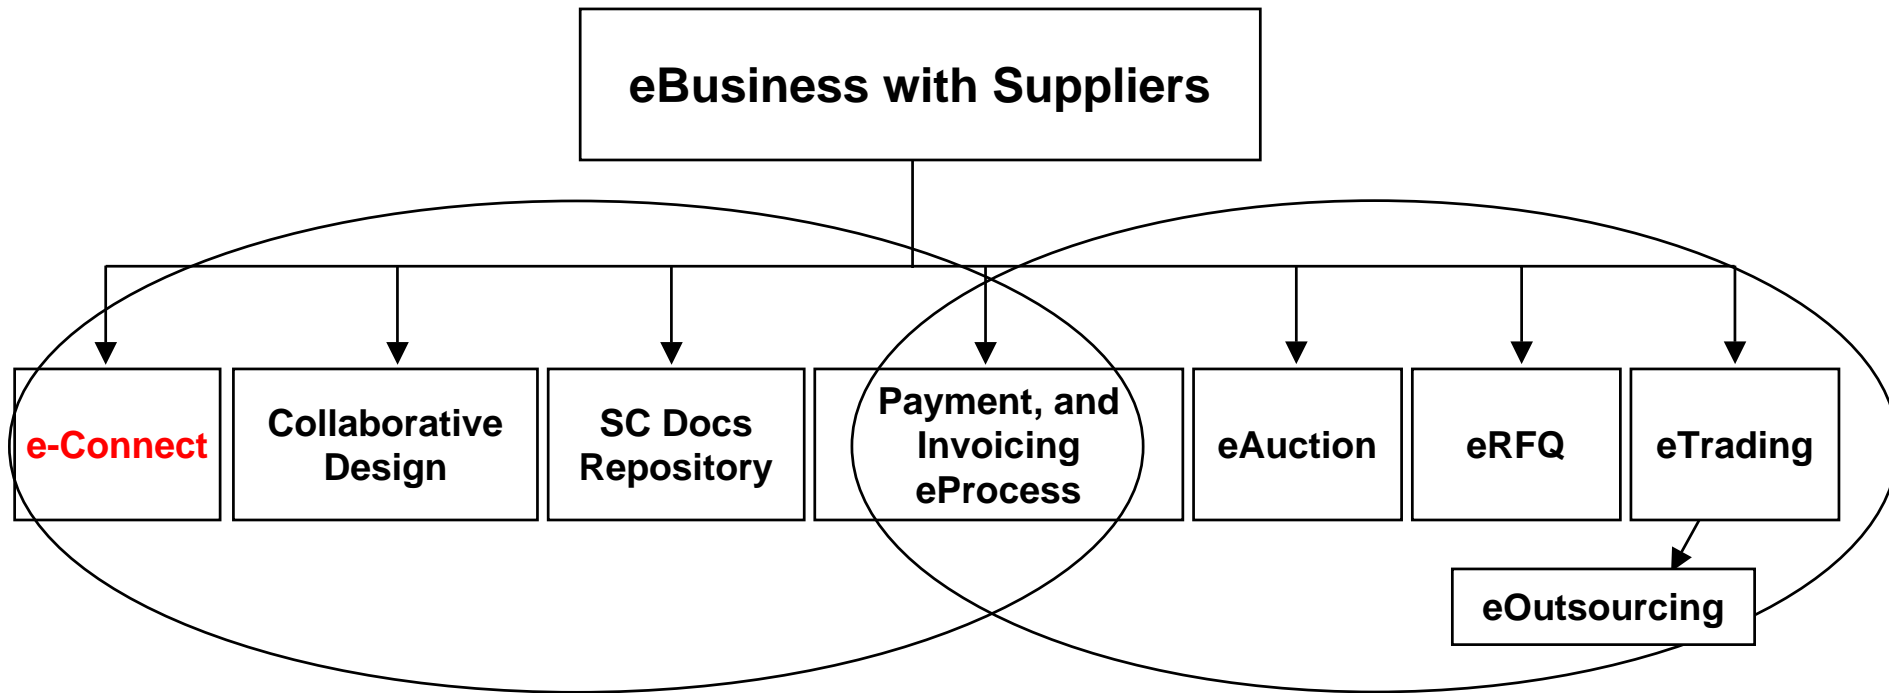 eBusiness with Suppliers
e-Connect
Collaborative
Design
SC Docs
Repository
Payment, and
Invoicing
eProcess
eAuction
eRFQ
eTrading
eOutsourcing